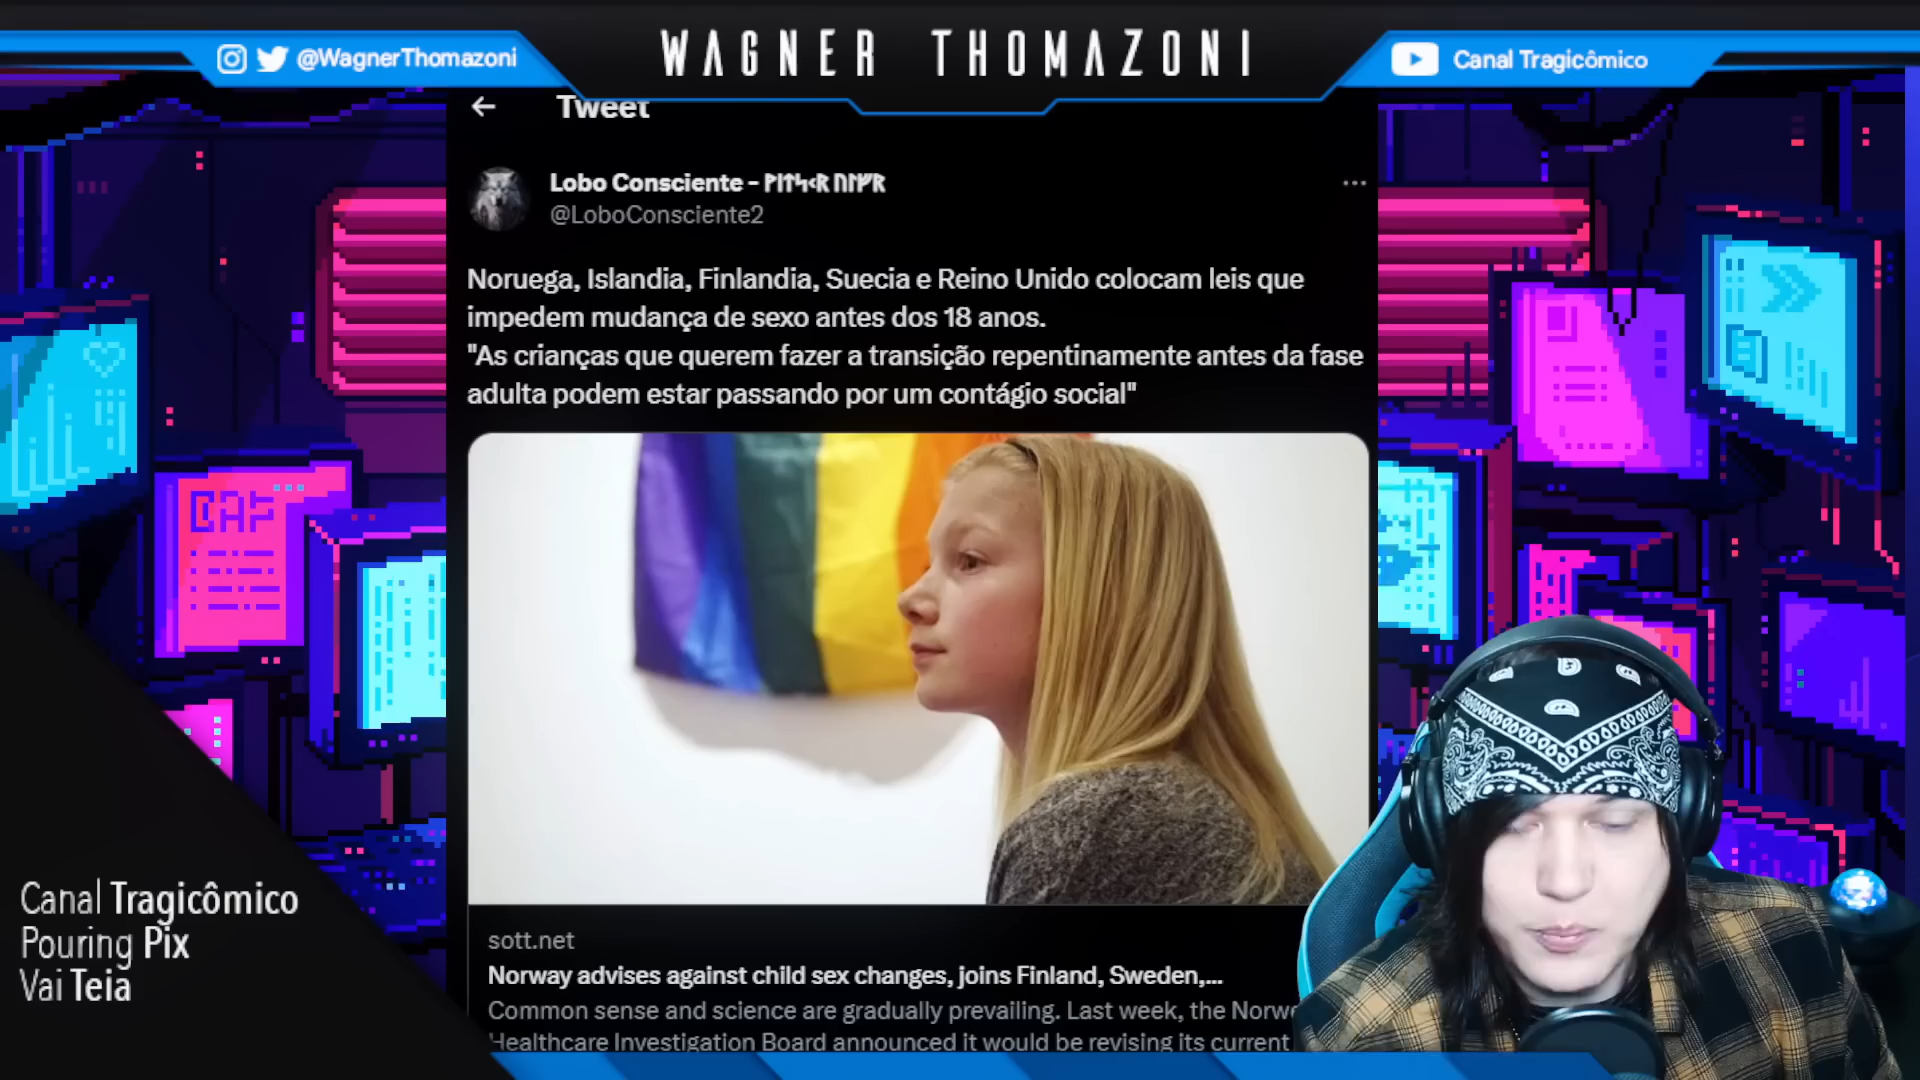 @WagnerThomazoni
WAGNER THOMAZONI
Canal Tragicômico
Tweet
Lobo Consciente -
@LoboConsciente2
Noruega, Islandia, Finlandia, Suecia e Reino Unido colocam leis que
impedem mudança de sexo antes dos 18 anos.
"As crianças que querem fazer a transição repentinamente antes da fase
adulta podem estar passando por um contágio social"
sott.net
Norway advises against child sex changes, joins Finland, Sweden,...
Common sense and science are gradually prevailing. Last week, the
Healthcare Investigation Board announced it would be revising its current
Canal Tragicômico
Pouring Pix
Vai Teia